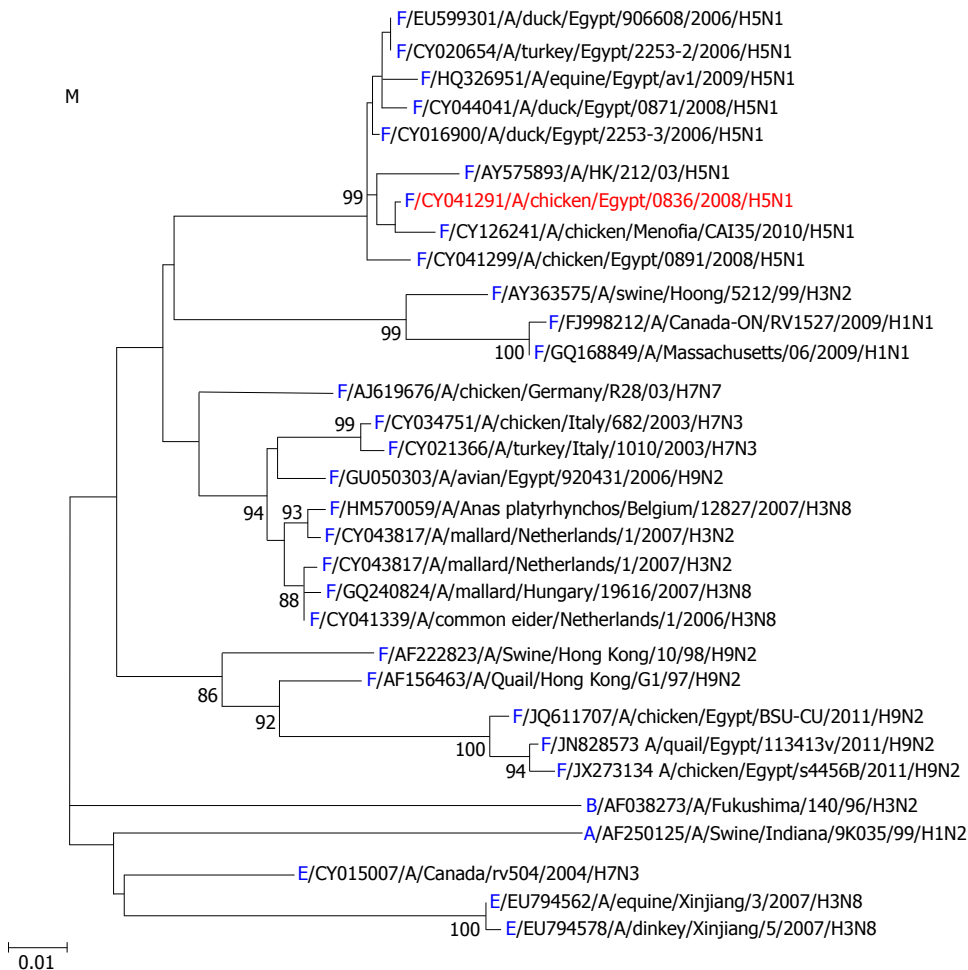 F/EU599301/A/duck/Egypt/906608/2006/H5N1
F/CY020654/A/turkey/Egypt/2253-2/2006/H5N1
F/HQ326951/A/equine/Egypt/av1/2009/H5N1
M
F/CY044041/A/duck/Egypt/0871/2008/H5N1
F/CY016900/A/duck/Egypt/2253-3/2006/H5N1
F/AY575893/A/HK/212/03/H5N1
99
F/CY041291/A/chicken/Egypt/0836/2008/H5N1
F/CY126241/A/chicken/Menofia/CAI35/2010/H5N1
F/CY041299/A/chicken/Egypt/0891/2008/H5N1
F/AY363575/A/swine/Hoong/5212/99/H3N2
F/FJ998212/A/Canada-ON/RV1527/2009/H1N1
99
100
F/GQ168849/A/Massachusetts/06/2009/H1N1
F/AJ619676/A/chicken/Germany/R28/03/H7N7
99
F/CY034751/A/chicken/Italy/682/2003/H7N3
F/CY021366/A/turkey/Italy/1010/2003/H7N3
F/GU050303/A/avian/Egypt/920431/2006/H9N2
94
93
F/HM570059/A/Anas platyrhynchos/Belgium/12827/2007/H3N8
F/CY043817/A/mallard/Netherlands/1/2007/H3N2
F/CY043817/A/mallard/Netherlands/1/2007/H3N2
F/GQ240824/A/mallard/Hungary/19616/2007/H3N8
88
F/CY041339/A/common eider/Netherlands/1/2006/H3N8
F/AF222823/A/Swine/Hong Kong/10/98/H9N2
86
F/AF156463/A/Quail/Hong Kong/G1/97/H9N2
92
F/JQ611707/A/chicken/Egypt/BSU-CU/2011/H9N2
100
F/JN828573 A/quail/Egypt/113413v/2011/H9N2
94
F/JX273134 A/chicken/Egypt/s4456B/2011/H9N2
B/AF038273/A/Fukushima/140/96/H3N2
A/AF250125/A/Swine/Indiana/9K035/99/H1N2
E/CY015007/A/Canada/rv504/2004/H7N3
E/EU794562/A/equine/Xinjiang/3/2007/H3N8
100
E/EU794578/A/dinkey/Xinjiang/5/2007/H3N8
0.01